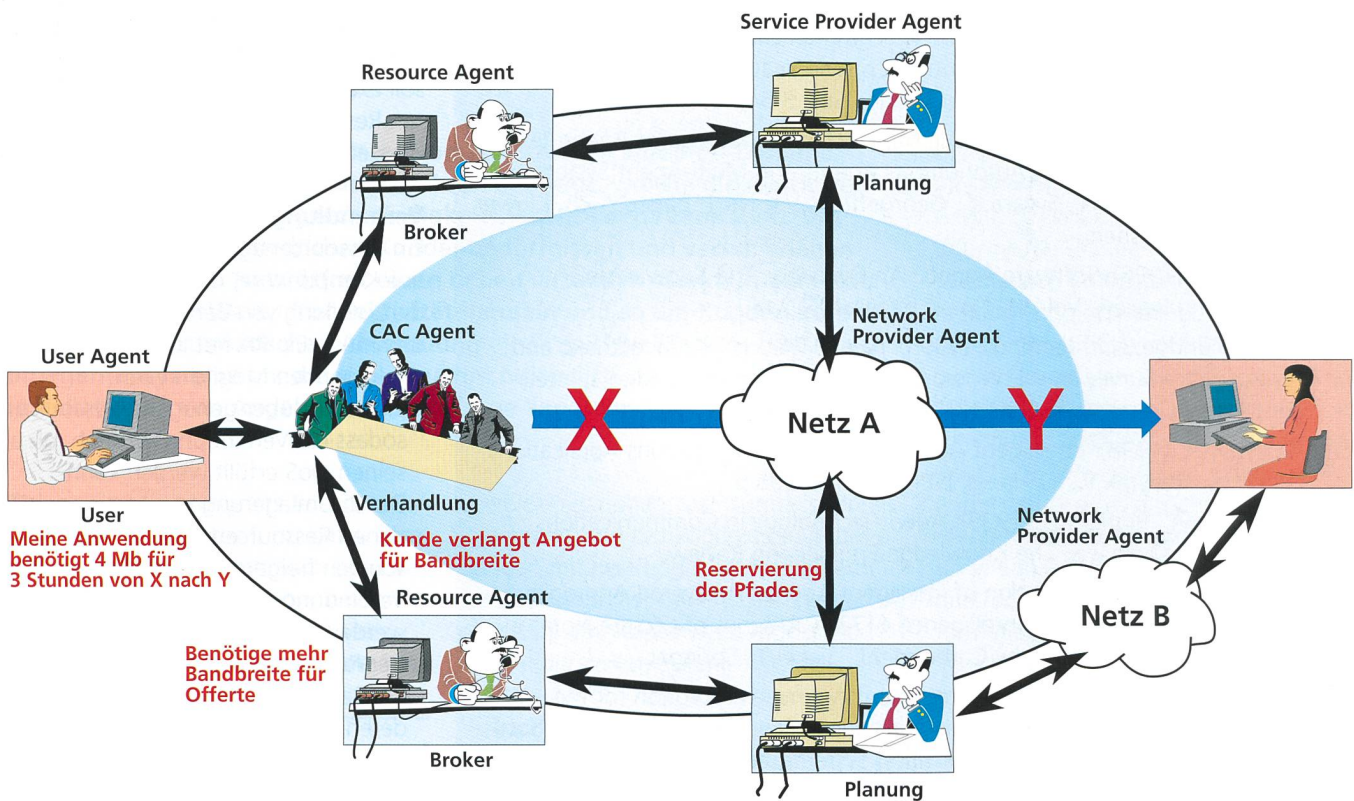 Service Provider Agent
Resource Agent
Planung
Broker
Network
Provider Agent
CAC Agent
User Agent
X
Netz A
Y
Verhandlung
User
Meine Anwendung
benötigt 4 Mb für
3 Stunden von X nach Y
Kunde verlangt Angebot
für Bandbreite
Network
Provider Agent
Reservierung
des Pfades
Resource Agent
Netz B
Benötige mehr
Bandbreite für
Offerte
Broker
Planung